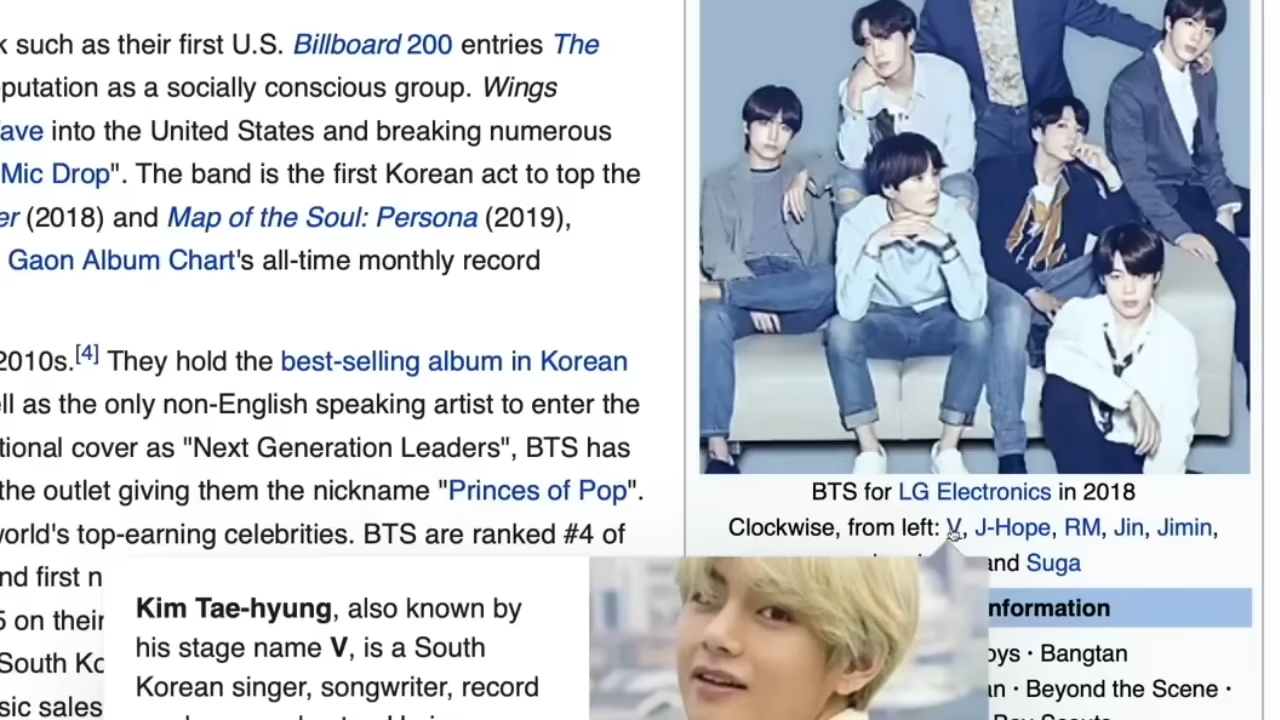 k such as their first U.S. Billboard 200 entries The
putation as a socially conscious group. Wings
ave into the United States and breaking numerous
Mic Drop". The band is the first Korean act to top the
er (2018) and Map of the Soul: Persona (2019),
Gaon Album Chart's all-time monthly record
2010s.[4] They hold the best-selling album in Korean
ll as the only non-English speaking artist to enter the
tional cover as "Next Generation Leaders", BTS has
the outlet giving them the nickname "Princes of Pop".
world's top-earning celebrities. BTS are ranked #4 of
nd first n
5 on their
South Ko
sic sales
BTS for LG Electronics in 2018
Clockwise, from left: V, J-Hope, RM, Jin, Jimin,
and Suga
nformation
oys · Bangtan
an · Beyond the Scene ·
Kim Tae-hyung, also known by
his stage name V, is a South
Korean singer, songwriter, record